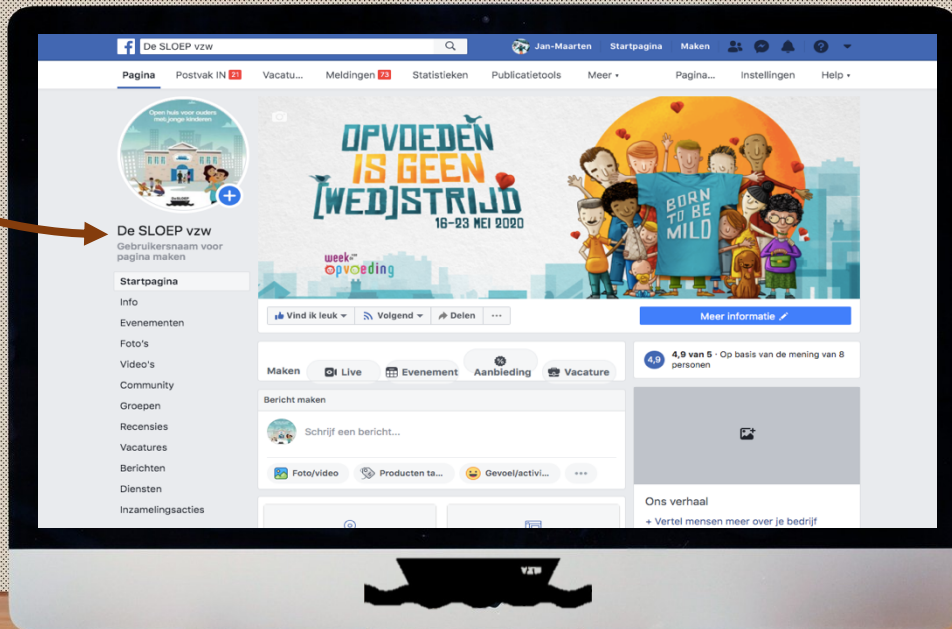 De SLOEP vzw
Jan-Maarten Startpagina Maken
Pagina Postvak IN 21 Vacatu... Meldingen 73 Statistieken Publicatietools Meer Pagina... Instellingen Help
Open huis voor ouders
met jonge kinderen
De SLOEP vzw
Gebruikersnaam voor
pagina maken
Startpagina
Info
Evenementen
Foto's
Video's
Community
Groepen
Recensies
Vacatures
Berichten
Diensten
Inzamelingsacties
OPVOEDEN
IS GEEN
[WED]STRIJD
16-23 MEI 2020
week
opvoeding
BORN
TO BE
MILD
Vind ik leuk Volgend Delen ...
Meer informatie
Maken Live Evenement Aanbieding Vacature
Bericht maken
Schrijf een bericht...
Foto/video Producten ta... Gevoel/activi... ...
4,9 4,9 van 5 · Op basis van de mening van 8
personen
Ons verhaal
+ Vertel mensen meer over je bedrijf
VZW